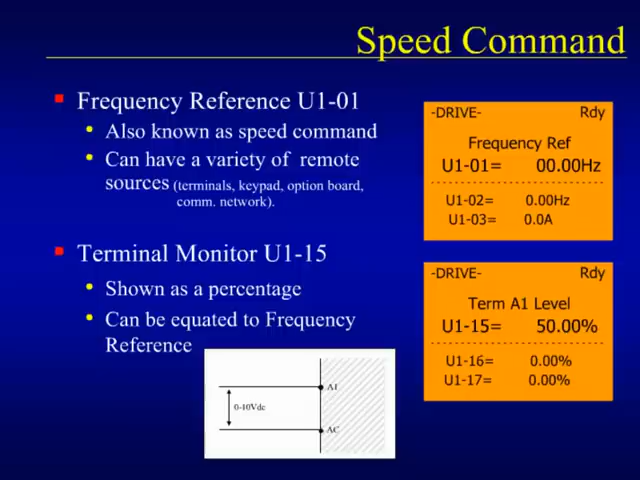 Speed Command
Frequency Reference U1-01
Also known as speed command
Can have a variety of remote
sources (terminals, keypad, option board,
comm. network).
Terminal Monitor U1-15
Shown as a percentage
Can be equated to Frequency
Reference
-DRIVE- Rdy
Frequency Ref
U1-01= 00.00Hz
U1-02= 0.00Hz
U1-03= 0.0A
-DRIVE- Rdy
Term A1 Level
U1-15= 50.00%
U1-16= 0.00%
U1-17= 0.00%
A1
0-10Vdc
AC